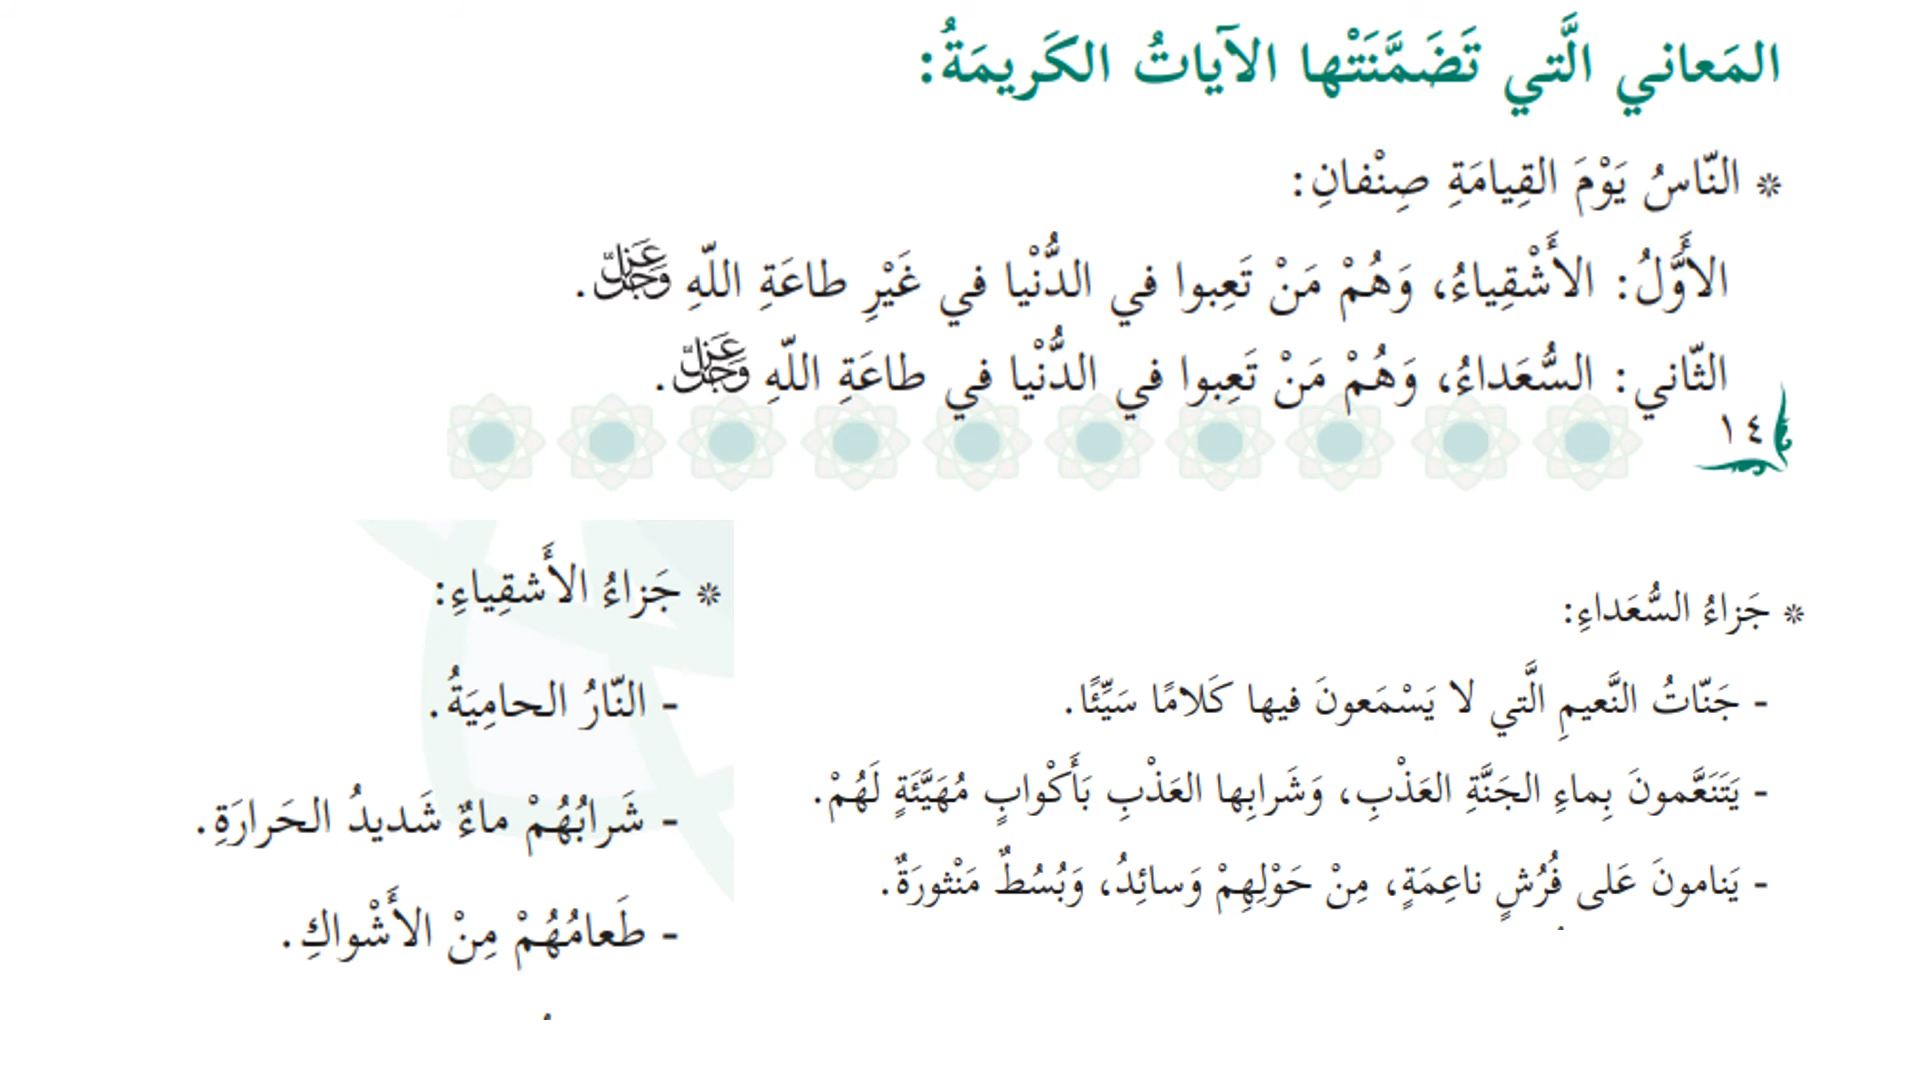 المَعاني الَّتي تَضَمَّنَتْها الآياتُ الكَريمَةُ:
* النّاسُ يَوْمَ القِيامَةِ صِنْفانِ:
الأَوَّلُ: الأَشْقِياءُ، وَهُمْ مَنْ تَعِبوا في الدُّنْيا في غَيْرِ طاعَةِ اللّهِ عَزَّ وَجَلَّ.
الثّاني: السُّعَداءُ، وَهُمْ مَنْ تَعِبوا في الدُّنْيا في طاعَةِ اللّهِ عَزَّ وَجَلَّ.
١٤
* جَزاءُ السُّعَداءِ:
- جَنّاتُ النَّعيمِ الَّتي لا يَسْمَعونَ فيها كَلامًا سَيِّئًا.
- يَتَنَعَّمونَ بِماءِ الجَنَّةِ العَذْبِ، وَشَرابِها العَذْبِ بَأَكْوابٍ مُهَيَّئَةٍ لَهُمْ.
- يَنامونَ عَلى فُرُشٍ ناعِمَةٍ، مِنْ حَوْلِهِمْ وَسائِدُ، وَبُسُطٌ مَنْثورَةٌ.
* جَزاءُ الأَشقِياءِ:
- النّارُ الحامِيَةُ.
- شَرابُهُمْ ماءٌ شَديدُ الحَرارَةِ.
- طَعامُهُمْ مِنْ الأَشْواكِ.